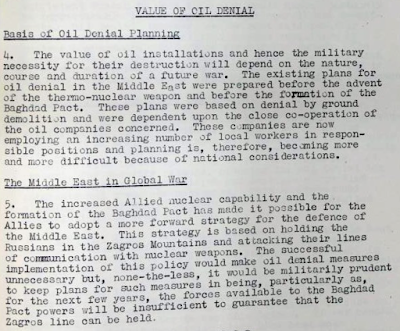 VALUE OF OIL DENIAL
Basis of Oil Denial Planning
4. The value of oil installations and hence the military
necessity for their destruction will depend on the nature,
course and duration of a future war. The existing plans for
oil denial in the Middle East were prepared before the advent
of the thermo-nuclear weapon and before the formation of the
Baghdad Pact. These plans were based on denial by ground
demolition and were dependent upon the close co-operation of
the oil companies concerned. These companies are now
employing an increasing number of local workers in respon-
sible positions and planning is, therefore, becoming more
and more difficult because of national considerations.
The Middle East in Global War
5. The increased Allied nuclear capability and the
formation of the Baghdad Pact has made it possible for the
Allies to adopt a more forward strategy for the defence of
the Middle East. This strategy is based on holding the
Russians in the Zagros Mountains and attacking their lines
of communication with nuclear weapons. The successful
implementation of this policy would make oil denial measures
unnecessary but, none-the-less, it would be militarily prudent
to keep plans for such measures in being, particularly as,
for the next few years, the forces available to the Baghdad
Pact powers will be insufficient to guarantee that the
Zagros line can be held.